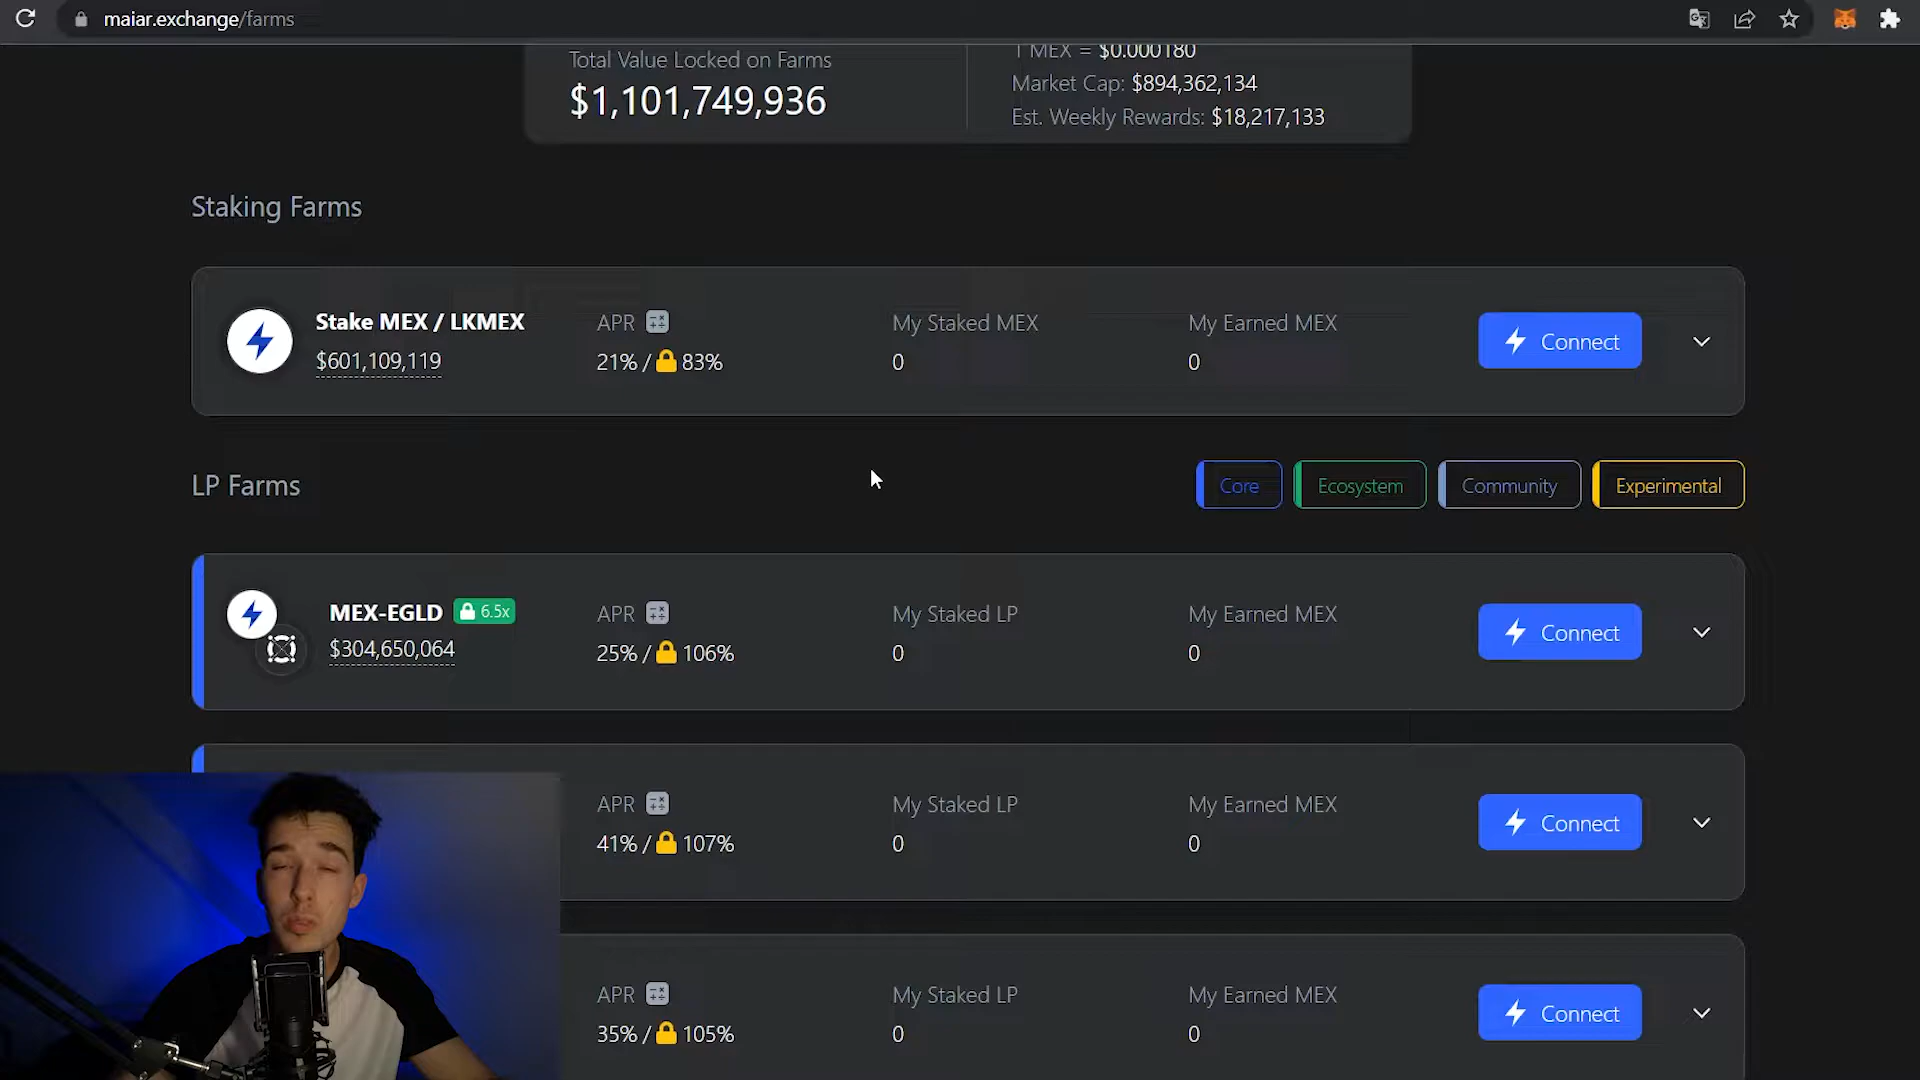 maiar.exchange/farms
Total Value Locked on Farms
$1,101,749,936
1 MEX = $0.000180
Market Cap: $894,362,134
Est. Weekly Rewards: $18,217,133
Staking Farms
Stake MEX / LKMEX
$601,109,119
APR
21% / 83%
My Staked MEX
0
My Earned MEX
0
Connect
LP Farms
Core
Ecosystem
Community
Experimental
MEX-EGLD
6.5x
$304,650,064
APR
25% / 106%
My Staked LP
0
My Earned MEX
0
Connect
APR
41% / 107%
My Staked LP
0
My Earned MEX
0
Connect
APR
35% / 105%
My Staked LP
0
My Earned MEX
0
Connect